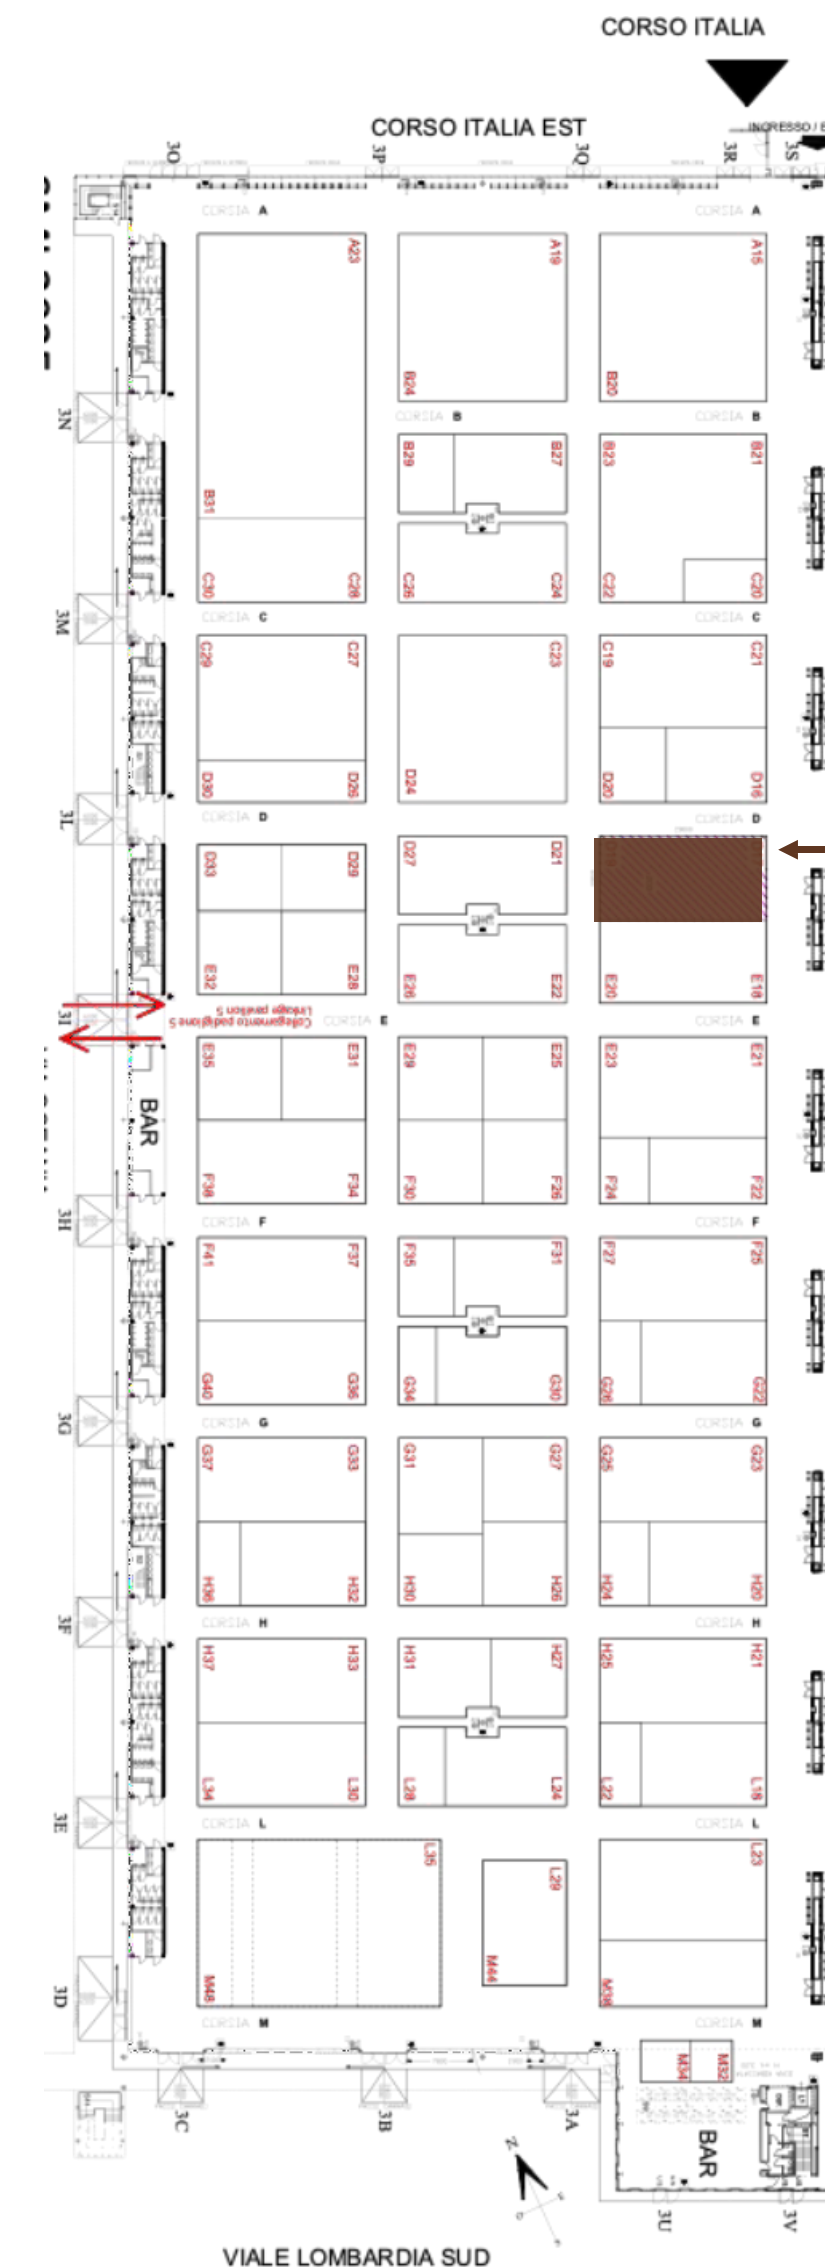 CORSO ITALIA
CORSO ITALIA EST
3O 3P 3Q 3R 3S
CORSIA A CORSIA A
A23 A19 A15
B24 B20
3N
CORSIA B CORSIA B
B29 B27 B23 B21
B31
C30 C28 C26 C24 C22 C20
3M
CORSIA C CORSIA C
C29 C27 C23 C19 C21
D30 D26 D24 D20 D16
3L
CORSIA D CORSIA D
D33 D29 D27 D21
E32 E28 E26 E22 E20 E18
3I
Collegamento padiglione 5
Linkage pavilion 5
CORSIA E CORSIA E
E35 E31 E29 E25 E23 E21
BAR
F38 F34 F30 F26 F24 F22
3H
CORSIA F CORSIA F
F41 F37 F35 F31 F27 F25
G40 G36 G34 G30 G26 G22
3G
CORSIA G CORSIA G
G37 G33 G31 G27 G25 G23
H36 H32 H30 H26 H24 H20
3F
CORSIA H CORSIA H
H37 H33 H31 H27 H25 H21
L34 L30 L28 L24 L22 L18
3E
CORSIA L CORSIA L
L35 L29 L23
M48 M44 M38
3D
CORSIA M CORSIA M
M34 M32
3C 3B 3A
BAR
3U 3V
VIALE LOMBARDIA SUD